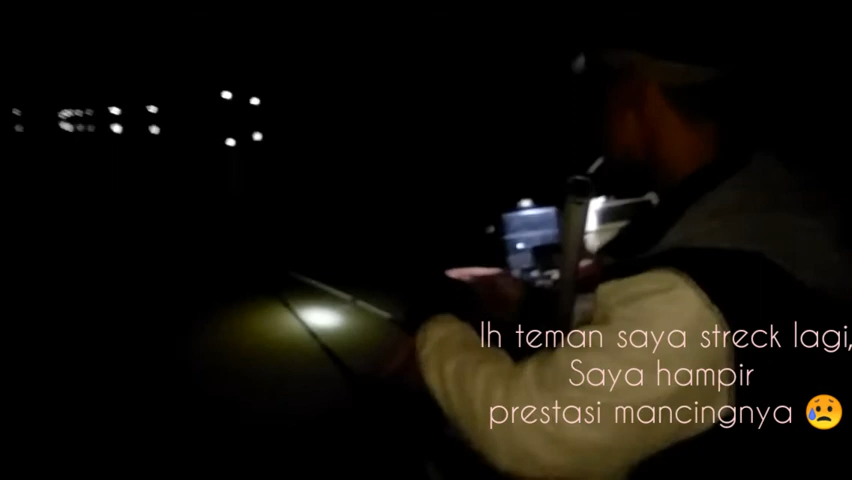 Ih teman saya streck lagi,
Saya hampir
prestasi mancingnya 😥